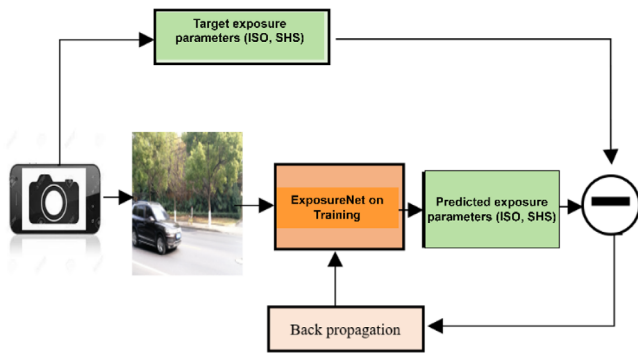 Target exposure
parameters (ISO, SHS)
ExposureNet on
Training
Predicted exposure
parameters (ISO, SHS)
Back propagation